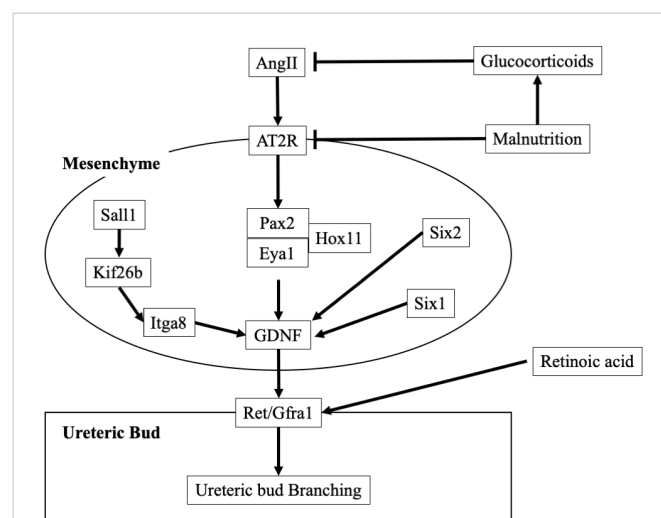 AngII
Glucocorticoids
AT2R
Malnutrition
Mesenchyme
Sall1
Pax2
Hox11
Six2
Eya1
Kif26b
Six1
Itga8
GDNF
Retinoic acid
Ret/Gfra1
Ureteric Bud
Ureteric bud Branching